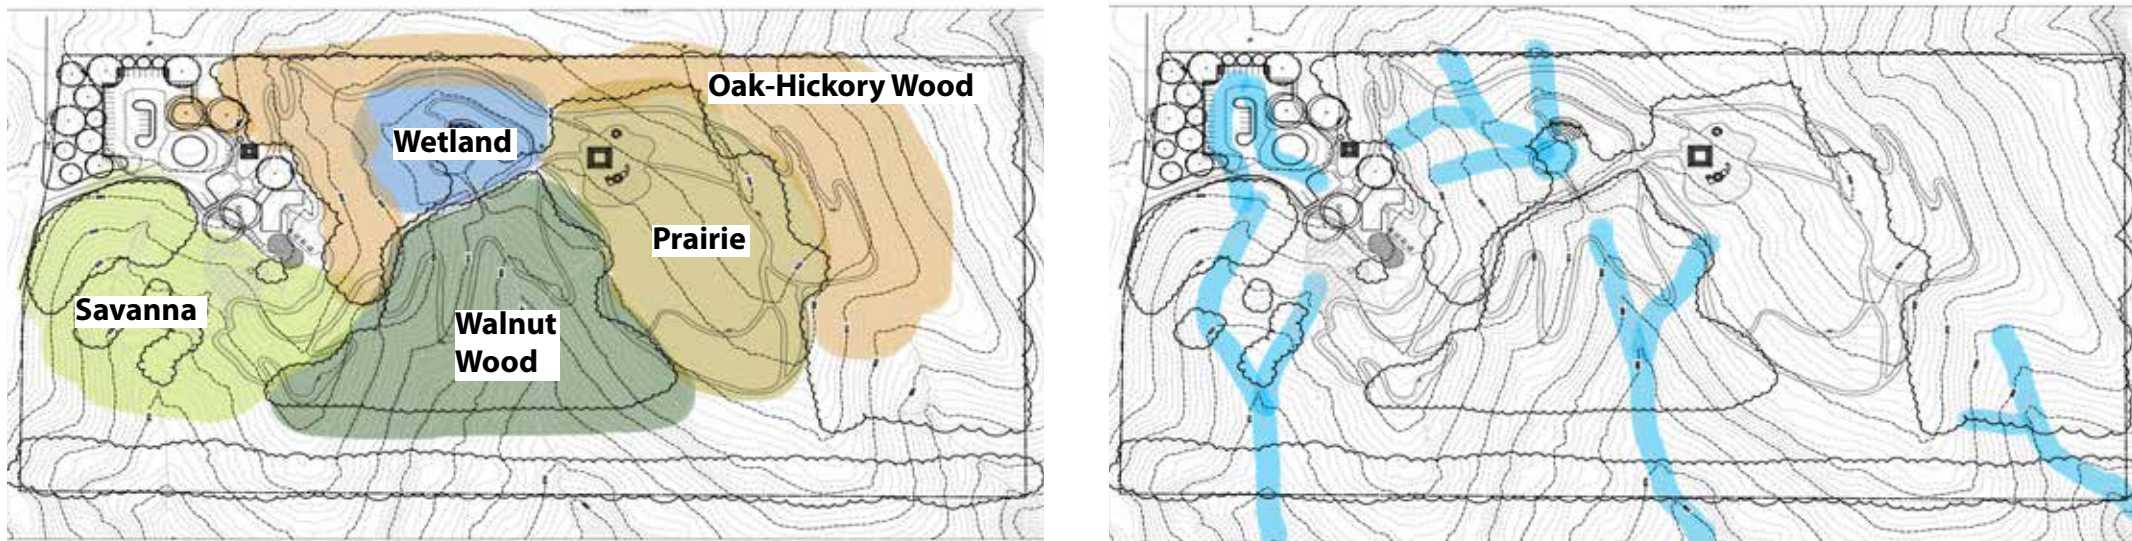 Oak-Hickory Wood
Wetland
Prairie
Savanna
Walnut
Wood